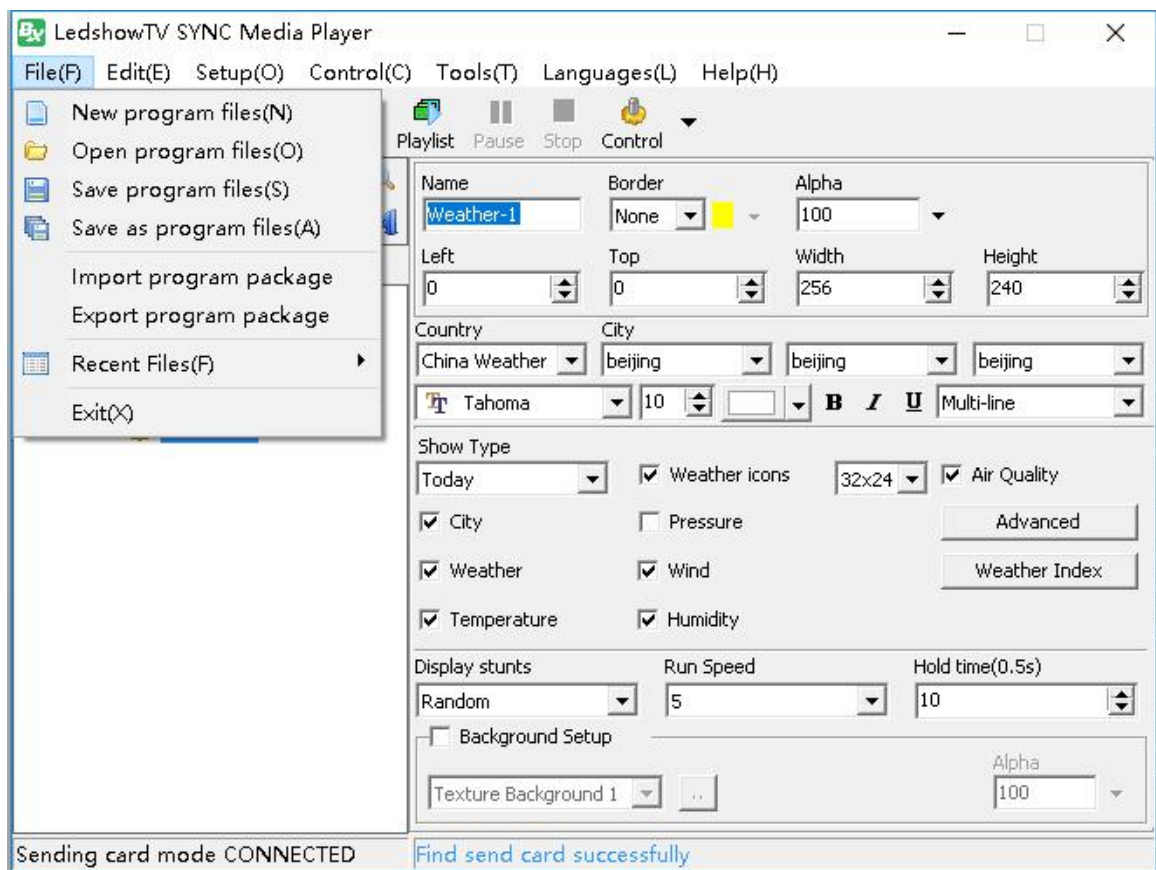 LedshowTV SYNC Media Player
File(F) Edit(E) Setup(O) Control(C) Tools(T) Languages(L) Help(H)
New program files(N)
Open program files(O)
Save program files(S)
Save as program files(A)
Import program package
Export program package
Recent Files(F)
Exit(X)
Playlist Pause Stop Control
Name Border Alpha
Weather-1 None 100
Left Top Width Height
0 0 256 240
Country City
China Weather beijing beijing beijing
Tahoma 10 B I U Multi-line
Show Type
Today Weather icons 32x24 Air Quality
City Pressure Advanced
Weather Wind Weather Index
Temperature Humidity
Display stunts Run Speed Hold time(0.5s)
Random 5 10
Background Setup
Alpha
Texture Background 1 .. 100
Sending card mode CONNECTED Find send card successfully